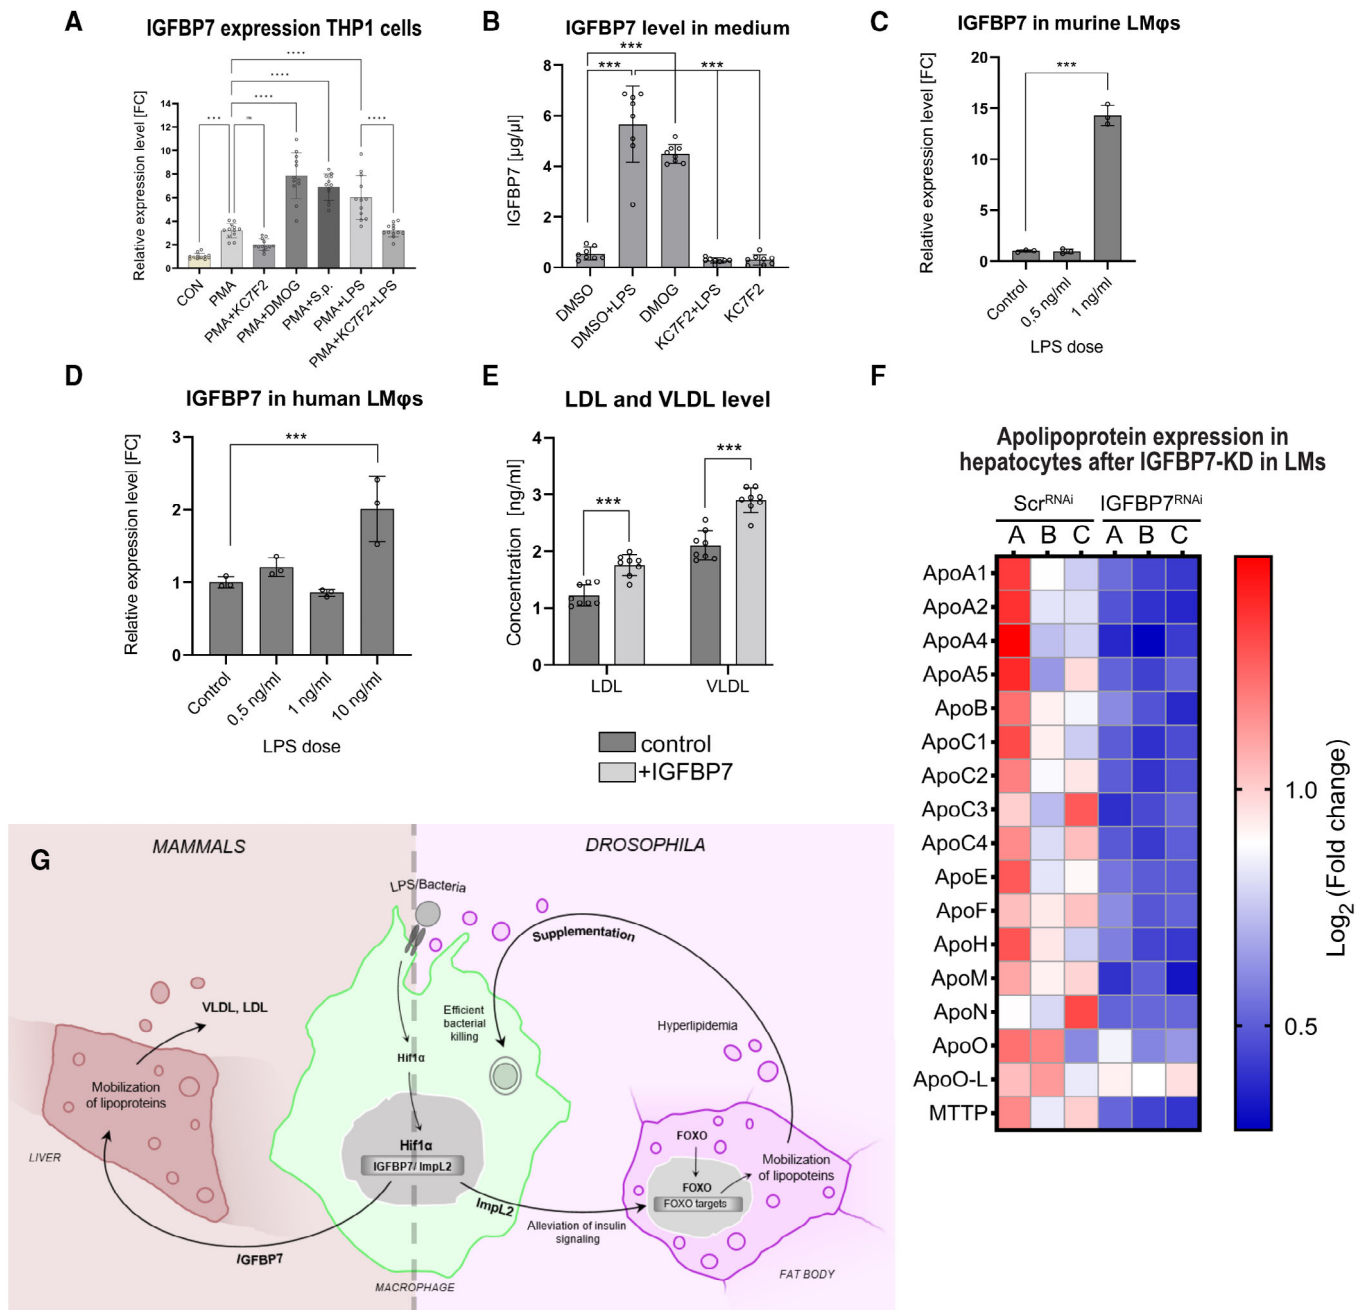 A
IGFBP7 expression THP1 cells
Relative expression level [FC]
14
12
10
8
6
4
2
0
****
****
****
***
ns
****
CON
PMA
PMA+KC7F2
PMA+DMOG
PMA+S.p.
PMA+LPS
PMA+KC7F2+LPS
B
IGFBP7 level in medium
IGFBP7 [µg/µl]
8
6
4
2
0
***
***
***
DMSO
DMSO+LPS
DMOG
KC7F2+LPS
KC7F2
C
IGFBP7 in murine LMφs
Relative expression level [FC]
20
15
10
5
0
***
Control
0,5 ng/ml
1 ng/ml
LPS dose
D
IGFBP7 in human LMφs
Relative expression level [FC]
3
2
1
0
***
Control
0,5 ng/ml
1 ng/ml
10 ng/ml
LPS dose
E
LDL and VLDL level
Concentration [ng/ml]
4
3
2
1
0
***
***
LDL
VLDL
control
+IGFBP7
F
Apolipoprotein expression in
hepatocytes after IGFBP7-KD in LMs
Scr^RNAi IGFBP7^RNAi
A B C A B C
ApoA1
ApoA2
ApoA4
ApoA5
ApoB
ApoC1
ApoC2
ApoC3
ApoC4
ApoE
ApoF
ApoH
ApoM
ApoN
ApoO
ApoO-L
MTTP
1.0
0.5
Log₂ (Fold change)
G
MAMMALS
DROSOPHILA
LPS/Bacteria
Supplementation
VLDL, LDL
Efficient
bacterial
killing
Hyperlipidemia
Hif1α
Mobilization
of lipoproteins
Hif1α
IGFBP7/ ImpL2
LIVER
FOXO
FOXO
FOXO targets
Mobilization
of lipopoteins
ImpL2
Alleviation of insulin
signaling
IGFBP7
MACROPHAGE
FAT BODY